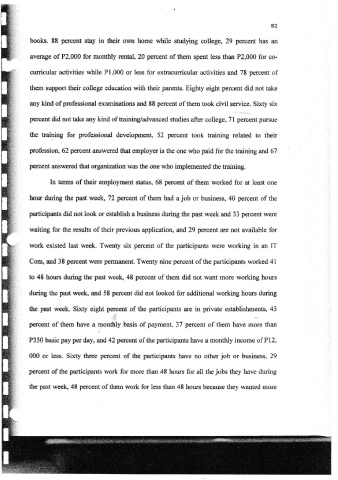 82
books. 88 percent stay in their own home while studying college, 29 percent has an
average of P2,000 for monthly rental, 20 percent of them spent less than P2,000 for co-
curricular activities while P1,000 or less for extracurricular activities and 78 percent of
them support their college education with their parents. Eighty eight percent did not take
any kind of professional examinations and 88 percent of them took civil service. Sixty six
percent did not take any kind of training/advanced studies after college, 71 percent pursue
the training for professional development, 52 percent took training related to their
profession, 62 percent answered that employer is the one who paid for the training and 67
percent answered that organization was the one who implemented the training.
In terms of their employment status, 68 percent of them worked for at least one
hour during the past week, 72 percent of them had a job or business, 40 percent of the
participants did not look or establish a business during the past week and 33 percent were
waiting for the results of their previous application, and 29 percent are not available for
work existed last week. Twenty six percent of the participants were working in an IT
Com, and 38 percent were permanent. Twenty nine percent of the participants worked 41
to 48 hours during the past week, 48 percent of them did not want more working hours
during the past week, and 58 percent did not looked for additional working hours during
the past week. Sixty eight percent of the participants are in private establishments, 45
percent of them have a monthly basis of payment, 37 percent of them have more than
P350 basic pay per day, and 42 percent of the participants have a monthly income of P12,
000 or less. Sixty three percent of the participants have no other job or business, 29
percent of the participants work for more than 48 hours for all the jobs they have during
the past week, 48 percent of them work for less than 48 hours because they wanted more